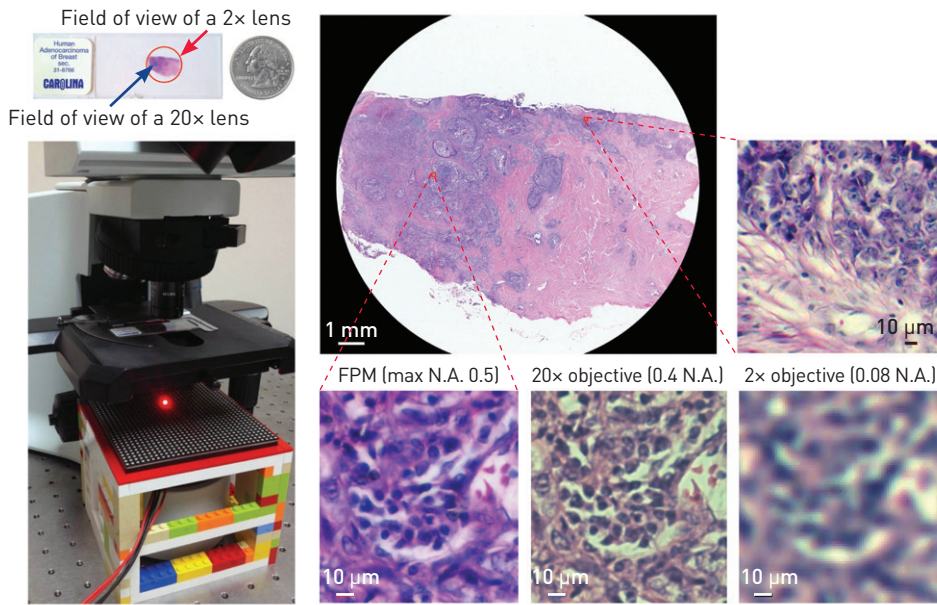 Field of view of a 2× lens
Human
Adenocarcinoma
of Breast
sec.
31-6766
CAROLINA
Field of view of a 20× lens
1 mm
10 µm
FPM (max N.A. 0.5)
20× objective (0.4 N.A.)
2× objective (0.08 N.A.)
10 µm
10 µm
10 µm